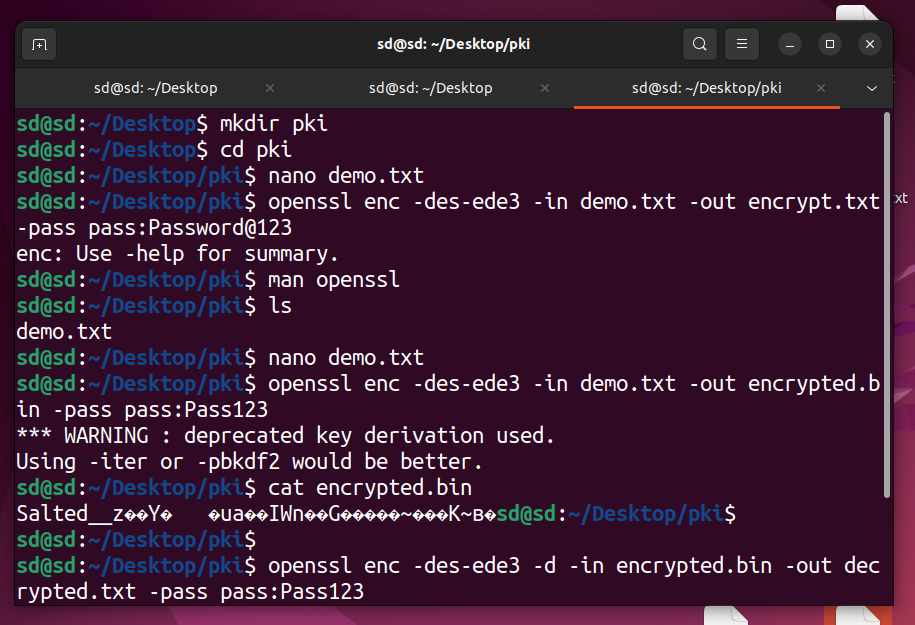 sd@sd: ~/Desktop/pki
sd@sd: ~/Desktop
sd@sd: ~/Desktop
sd@sd: ~/Desktop/pki
sd@sd:~/Desktop$ mkdir pki
sd@sd:~/Desktop$ cd pki
sd@sd:~/Desktop/pki$ nano demo.txt
sd@sd:~/Desktop/pki$ openssl enc -des-ede3 -in demo.txt -out encrypt.txt
-pass pass:Password@123
enc: Use -help for summary.
sd@sd:~/Desktop/pki$ man openssl
sd@sd:~/Desktop/pki$ ls
demo.txt
sd@sd:~/Desktop/pki$ nano demo.txt
sd@sd:~/Desktop/pki$ openssl enc -des-ede3 -in demo.txt -out encrypted.b
in -pass pass:Pass123
*** WARNING : deprecated key derivation used.
Using -iter or -pbkdf2 would be better.
sd@sd:~/Desktop/pki$ cat encrypted.bin
Salted__z��Y�   �ua��IWn��G�����~���K~в�sd@sd:~/Desktop/pki$
sd@sd:~/Desktop/pki$
sd@sd:~/Desktop/pki$ openssl enc -des-ede3 -d -in encrypted.bin -out dec
rypted.txt -pass pass:Pass123
xt